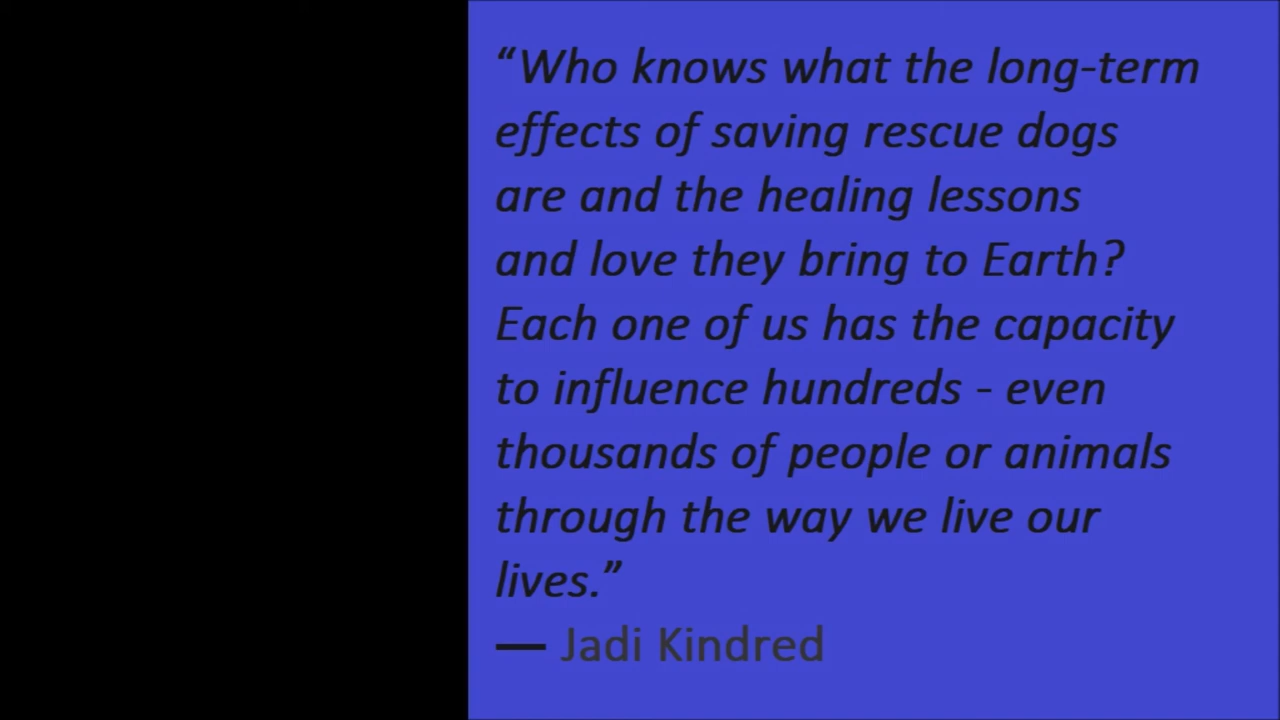 “Who knows what the long-term
effects of saving rescue dogs
are and the healing lessons
and love they bring to Earth?
Each one of us has the capacity
to influence hundreds - even
thousands of people or animals
through the way we live our
lives.”
— Jadi Kindred